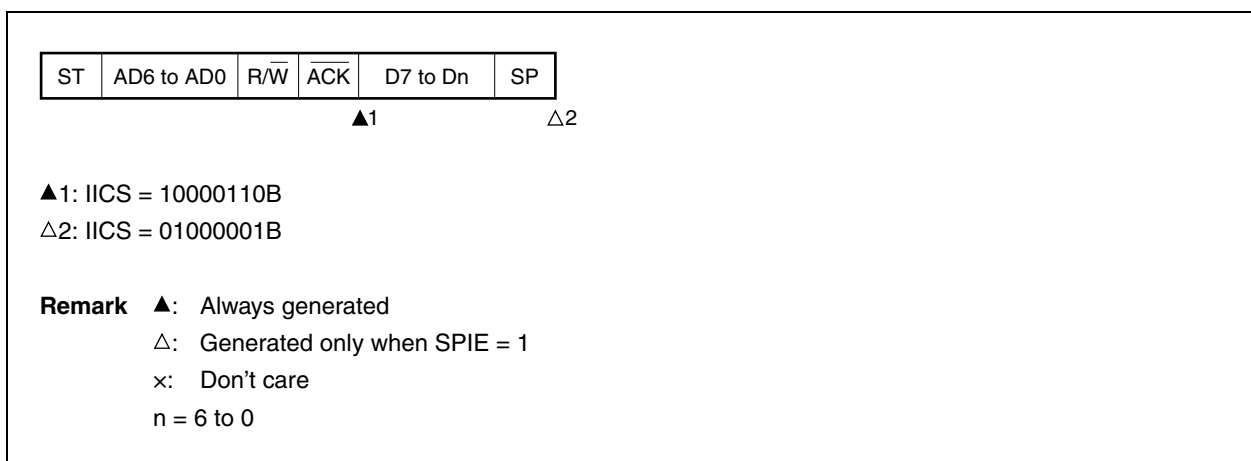 ST AD6 to AD0 R/W̅ A̅C̅K̅ D7 to Dn SP
▲1 △2
▲1: IICS = 10000110B
△2: IICS = 01000001B
Remark ▲: Always generated
△: Generated only when SPIE = 1
×: Don't care
n = 6 to 0